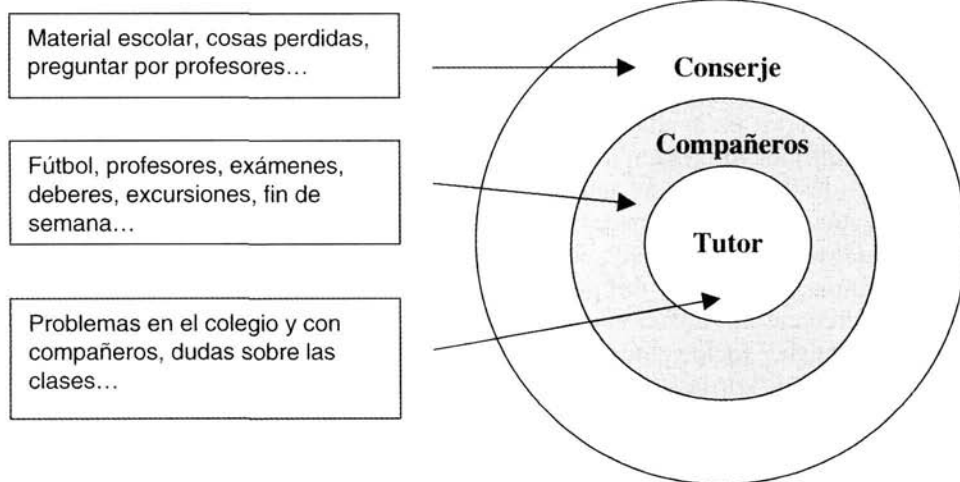 Material escolar, cosas perdidas,
preguntar por profesores…
Conserje
Fútbol, profesores, exámenes,
deberes, excursiones, fin de
semana…
Compañeros
Tutor
Problemas en el colegio y con
compañeros, dudas sobre las
clases…